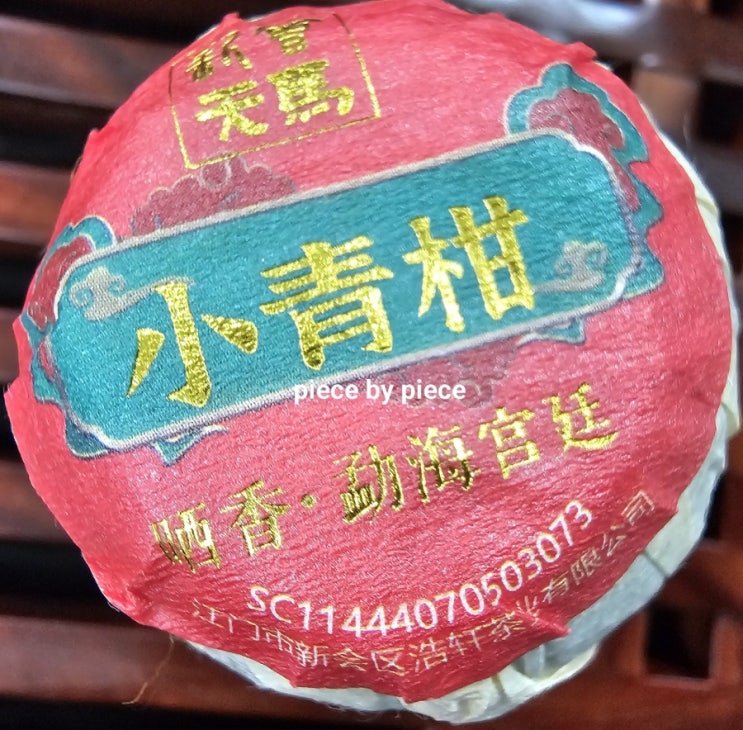 新會
天馬
小青柑
piece by piece
晒香·勐海宫廷
SC11444070503073
江门市新会区浩轩茶业有限公司